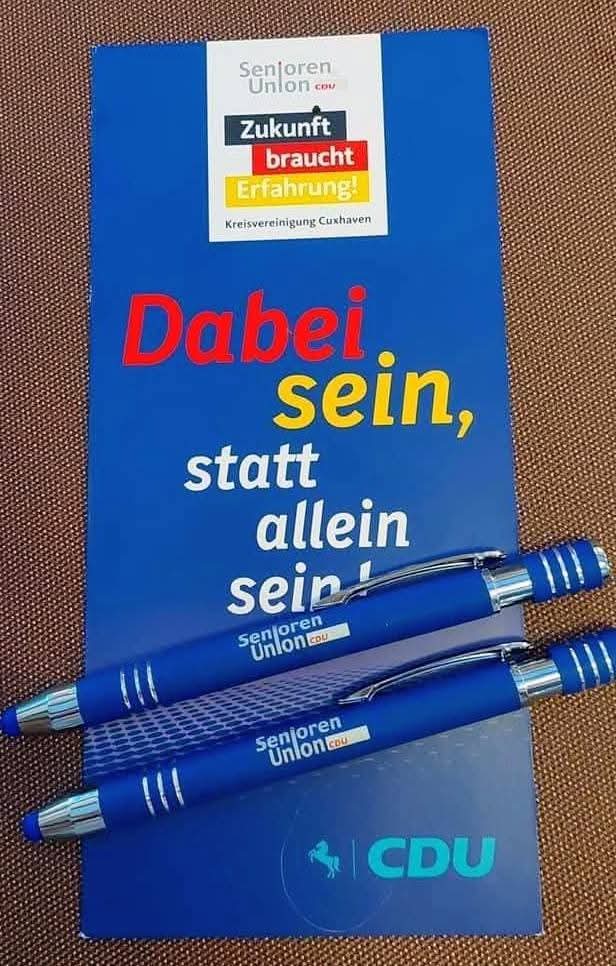 Senioren
Union CDU
Zukunft
braucht
Erfahrung!
Kreisvereinigung Cuxhaven
Dabei
sein,
statt
allein
sein!
Senioren
Union CDU
Senioren
Union CDU
CDU